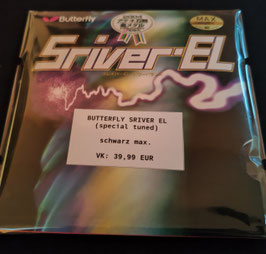 Butterfly
MAX
Sriver-EL
BUTTERFLY SRIVER EL
(special tuned)
schwarz max.
VK: 39,99 EUR